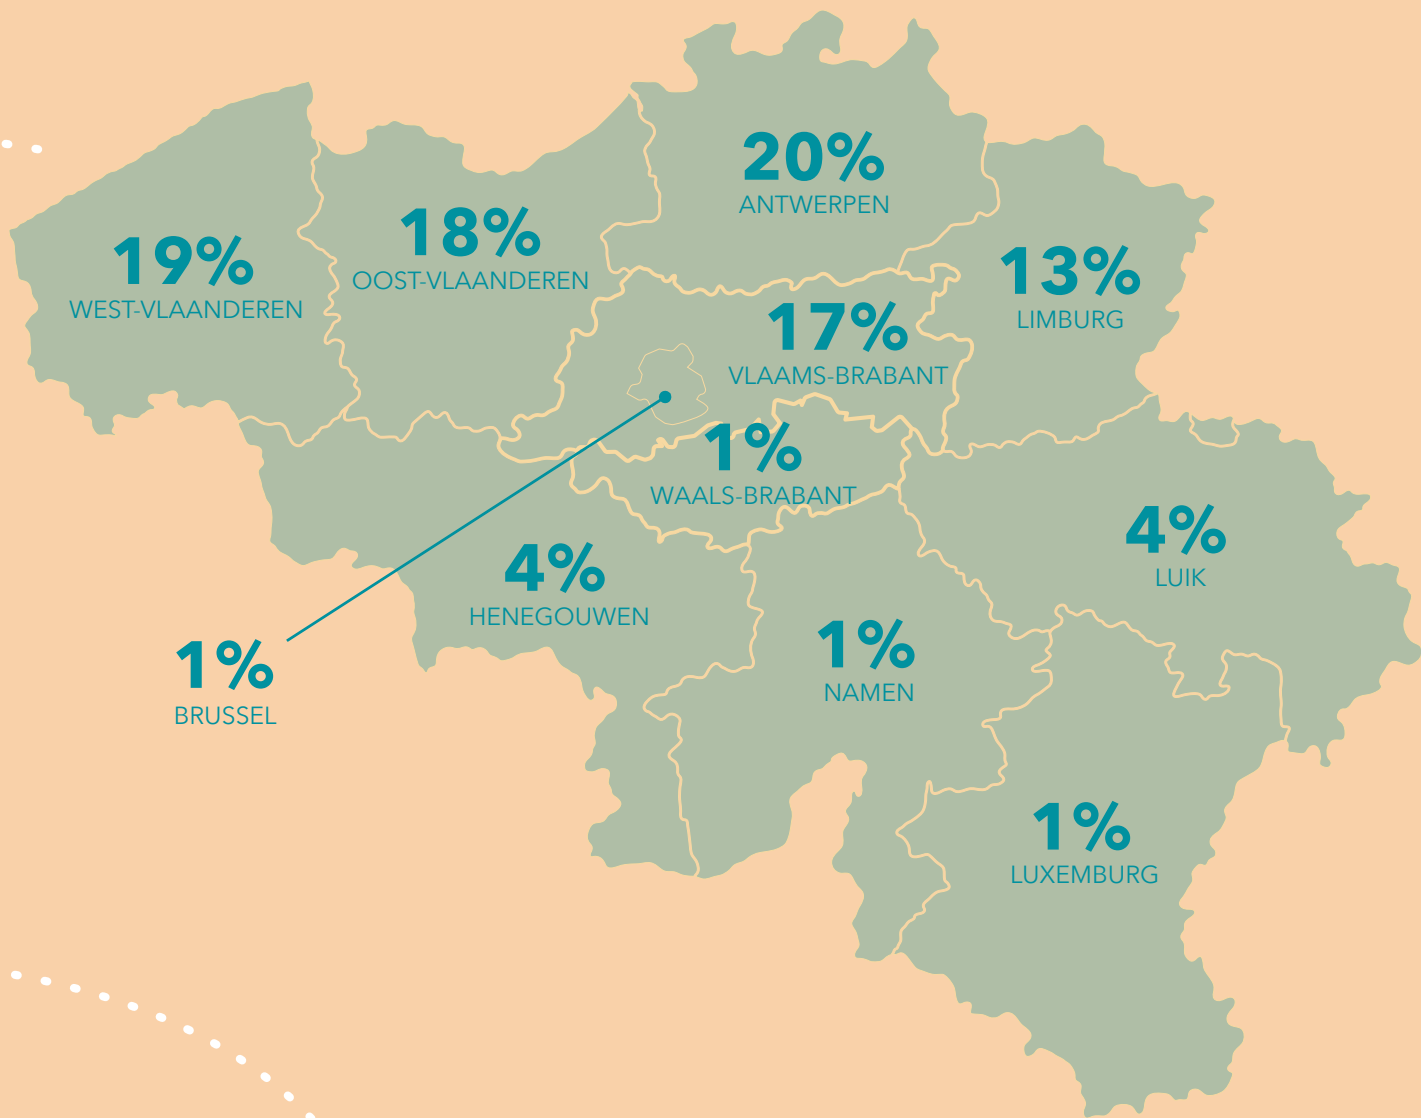 20%
ANTWERPEN
18%
OOST-VLAANDEREN
19%
WEST-VLAANDEREN
13%
LIMBURG
17%
VLAAMS-BRABANT
1%
WAALS-BRABANT
4%
LUIK
4%
HENEGOUWEN
1%
NAMEN
1%
BRUSSEL
1%
LUXEMBURG